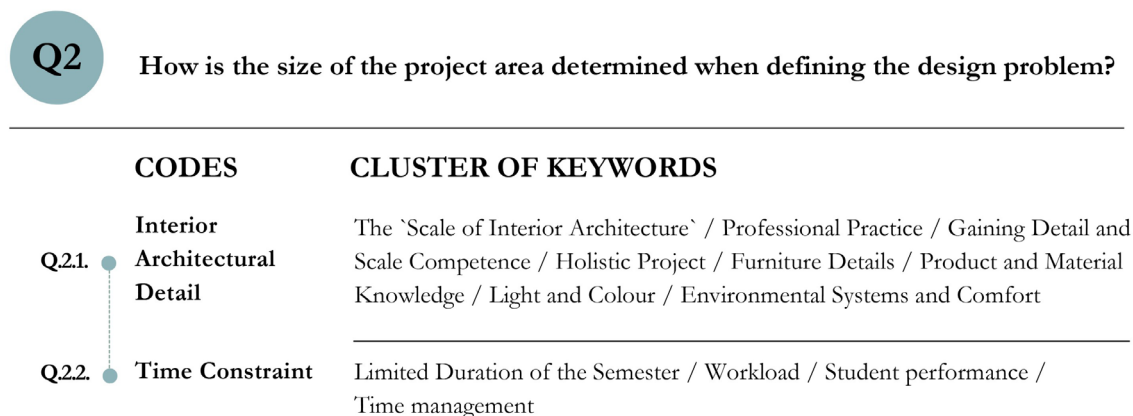 Q2
How is the size of the project area determined when defining the design problem?
CODES CLUSTER OF KEYWORDS
Q.2.1.
Interior
Architectural
Detail
The `Scale of Interior Architecture` / Professional Practice / Gaining Detail and
Scale Competence / Holistic Project / Furniture Details / Product and Material
Knowledge / Light and Colour / Environmental Systems and Comfort
Q.2.2.
Time Constraint
Limited Duration of the Semester / Workload / Student performance /
Time management